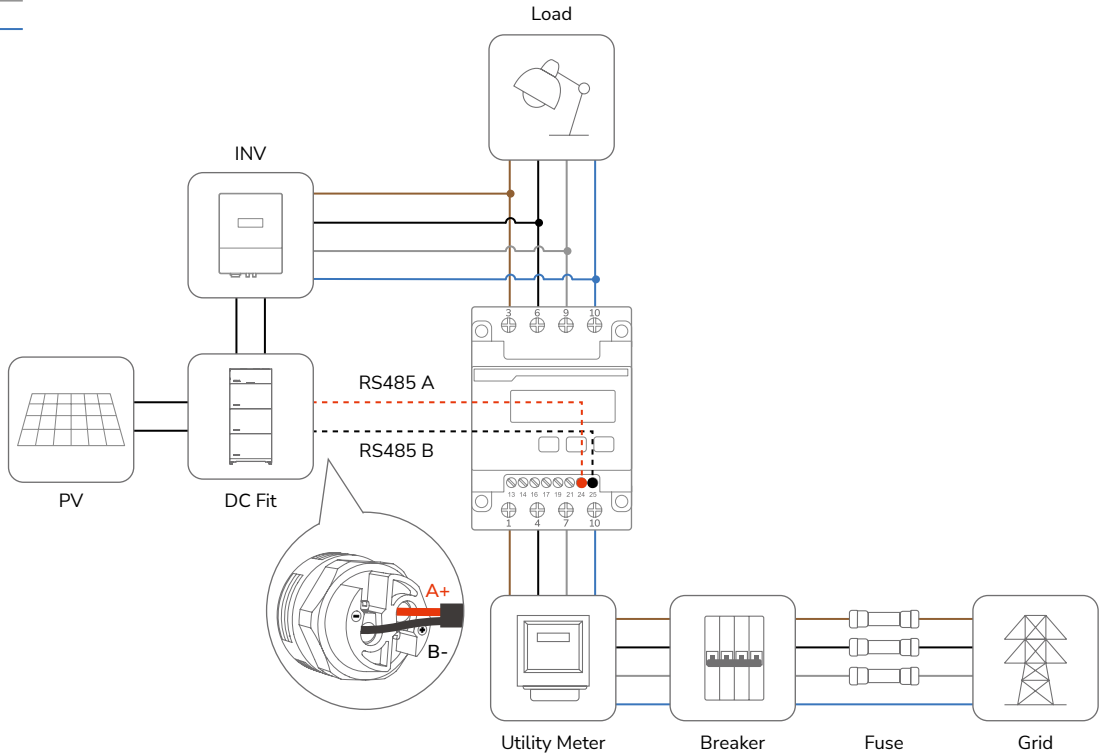 Load
INV
3 6 9 10
RS485 A
RS485 B
13 14 16 17 19 21 24 25
1 4 7 10
PV
DC Fit
A+
B-
Utility Meter
Breaker
Fuse
Grid